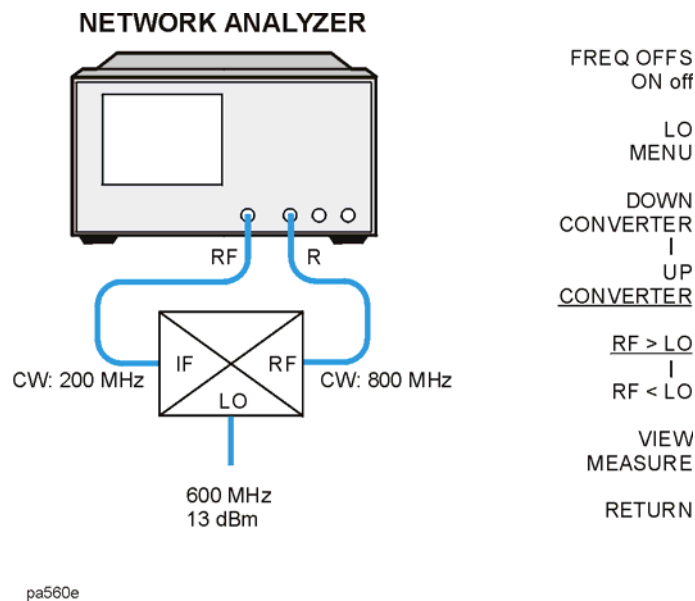 NETWORK ANALYZER
RF
R
IF
RF
LO
CW: 200 MHz
CW: 800 MHz
600 MHz
13 dBm
pa560e
FREQ OFFS
ON off
LO
MENU
DOWN
CONVERTER
UP
CONVERTER
RF > LO
RF < LO
VIEW
MEASURE
RETURN